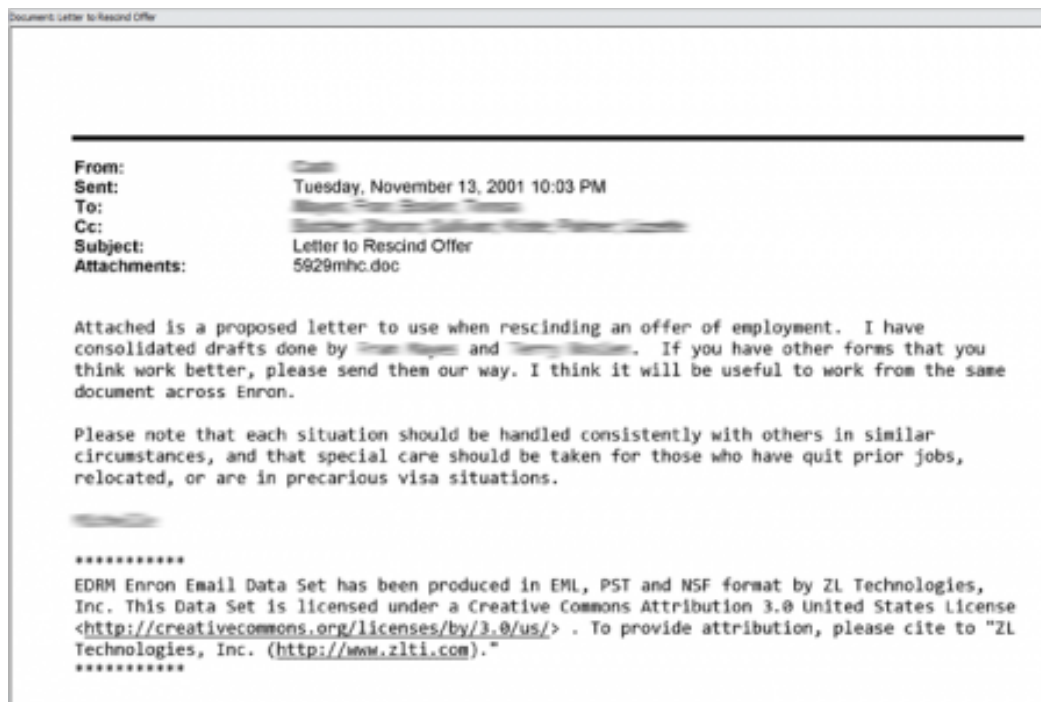 Document: Letter to Rescind Offer
From:
Sent: Tuesday, November 13, 2001 10:03 PM
To:
Cc:
Subject: Letter to Rescind Offer
Attachments: 5929mhc.doc
Attached is a proposed letter to use when rescinding an offer of employment. I have
consolidated drafts done by and . If you have other forms that you
think work better, please send them our way. I think it will be useful to work from the same
document across Enron.
Please note that each situation should be handled consistently with others in similar
circumstances, and that special care should be taken for those who have quit prior jobs,
relocated, or are in precarious visa situations.
***********
EDRM Enron Email Data Set has been produced in EML, PST and NSF format by ZL Technologies,
Inc. This Data Set is licensed under a Creative Commons Attribution 3.0 United States License
<http://creativecommons.org/licenses/by/3.0/us/> . To provide attribution, please cite to "ZL
Technologies, Inc. (http://www.zlti.com)."
***********